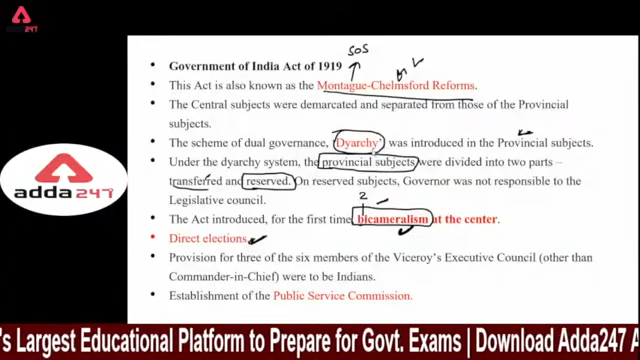 A
adda 247
adda247
Government of India Act of 1919
SOS
This Act is also known as the Montague-Chelmsford Reforms.
The Central subjects were demarcated and separated from those of the Provincial
subjects.
The scheme of dual governance, 'Dyarchy' was introduced in the Provincial subjects.
Under the dyarchy system, the provincial subjects were divided into two parts –
transferred and reserved. On reserved subjects, Governor was not responsible to the
Legislative council.
2
The Act introduced, for the first time, bicameralism at the center.
Direct elections.
Provision for three of the six members of the Viceroy's Executive Council (other than
Commander-in-Chief) were to be Indians.
Establishment of the Public Service Commission.
's Largest Educational Platform to Prepare for Govt. Exams | Download Adda247 A